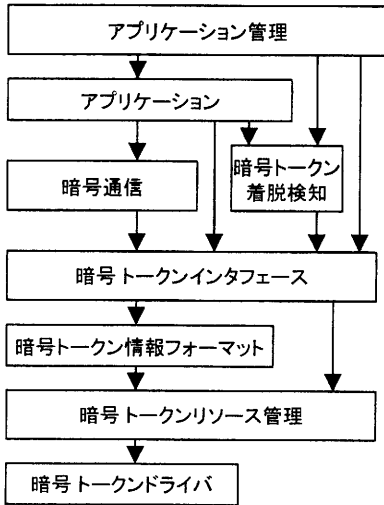 アプリケーション管理
アプリケーション
暗号通信
暗号トークン
着脱検知
暗号トークンインタフェース
暗号トークン情報フォーマット
暗号トークンリソース管理
暗号トークンドライバ